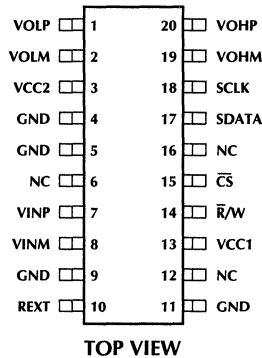 VOLP 1 20 VOHP
VOLM 2 19 VOHM
VCC2 3 18 SCLK
GND 4 17 SDATA
GND 5 16 NC
NC 6 15 C̅S̅
VINP 7 14 R̅/W
VINM 8 13 VCC1
GND 9 12 NC
REXT 10 11 GND
TOP VIEW